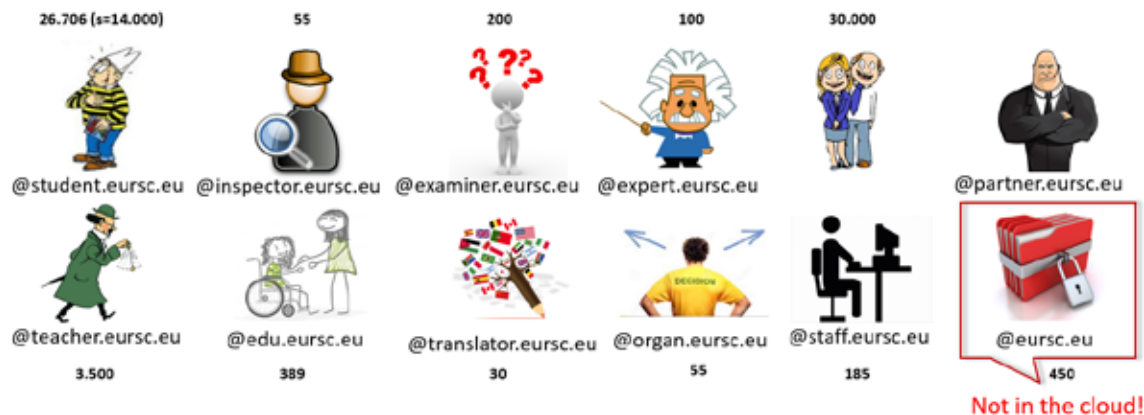 26.706 (s=14.000) 55 200 100 30.000
@student.eursc.eu @inspector.eursc.eu @examiner.eursc.eu @expert.eursc.eu @partner.eursc.eu
DECISION
@teacher.eursc.eu @edu.eursc.eu @translator.eursc.eu @organ.eursc.eu @staff.eursc.eu @eursc.eu
3.500 389 30 55 185 450
Not in the cloud!